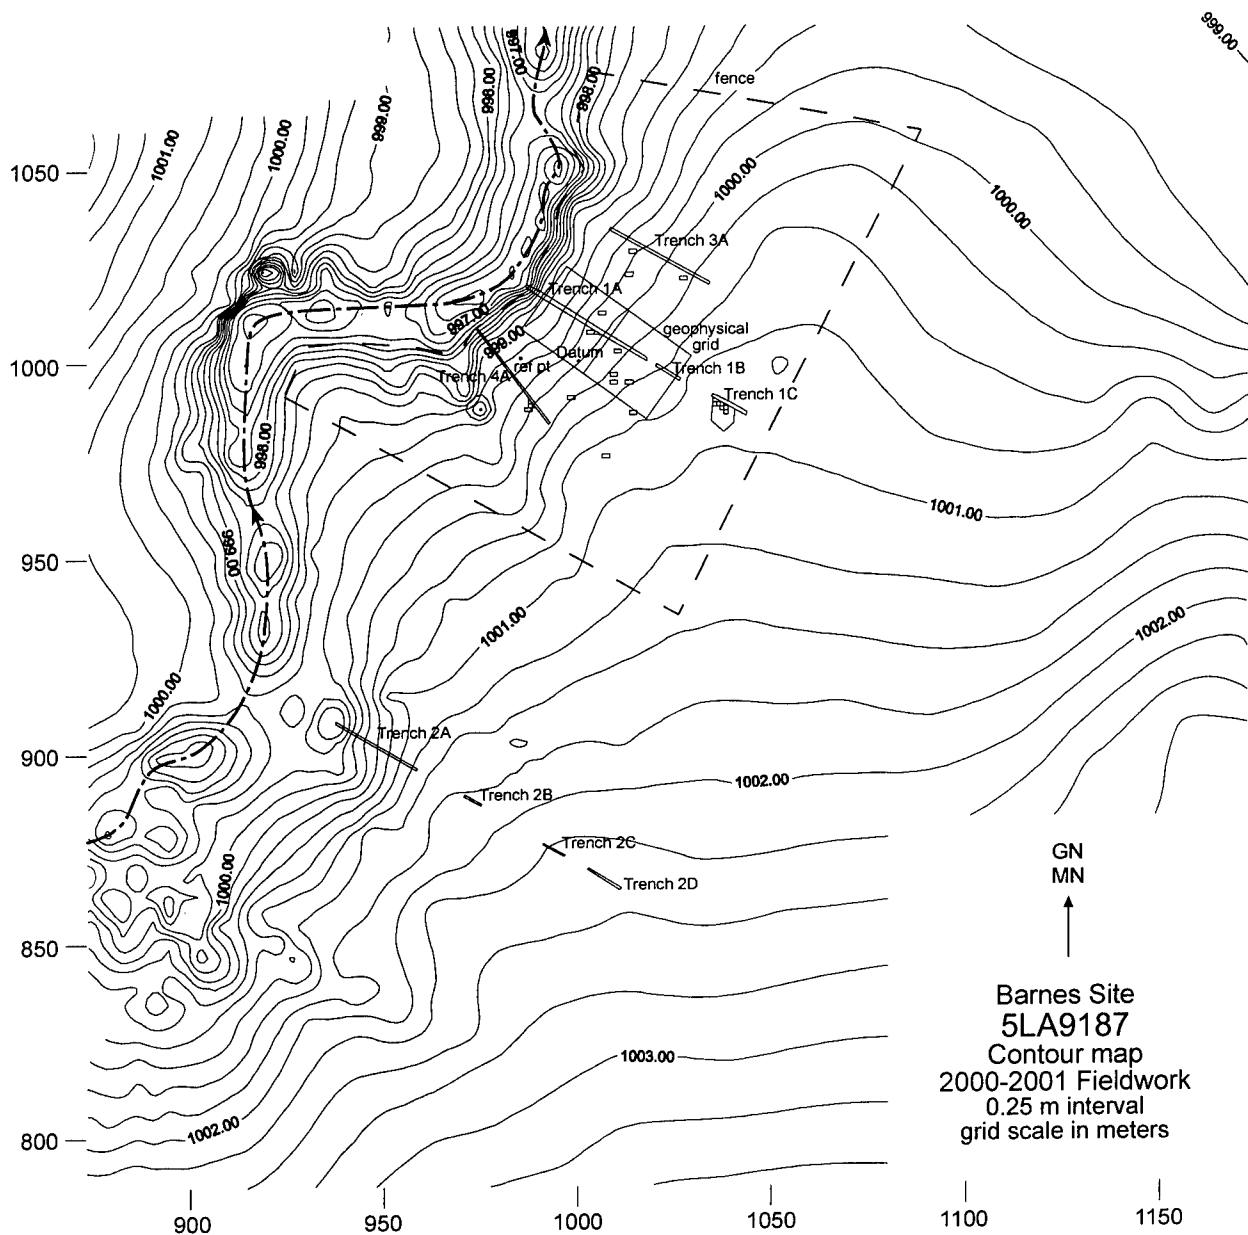 999.00
997.00
998.00
998.00
fence
999.00
1000.00
1001.00
1050
1000.00
1000.00
Trench 3A
Trench 1A
997.00
999.00
geophysical
grid
Datum
ref pt
Trench 4A
Trench 1B
1000
Trench 1C
998.00
1001.00
999.00
950
1001.00
1002.00
1000.00
Trench 2A
900
1002.00
Trench 2B
Trench 2C
1000.00
Trench 2D
GN
MN
850
Barnes Site
5LA9187
Contour map
2000-2001 Fieldwork
0.25 m interval
grid scale in meters
1003.00
1002.00
800
900
950
1000
1050
1100
1150